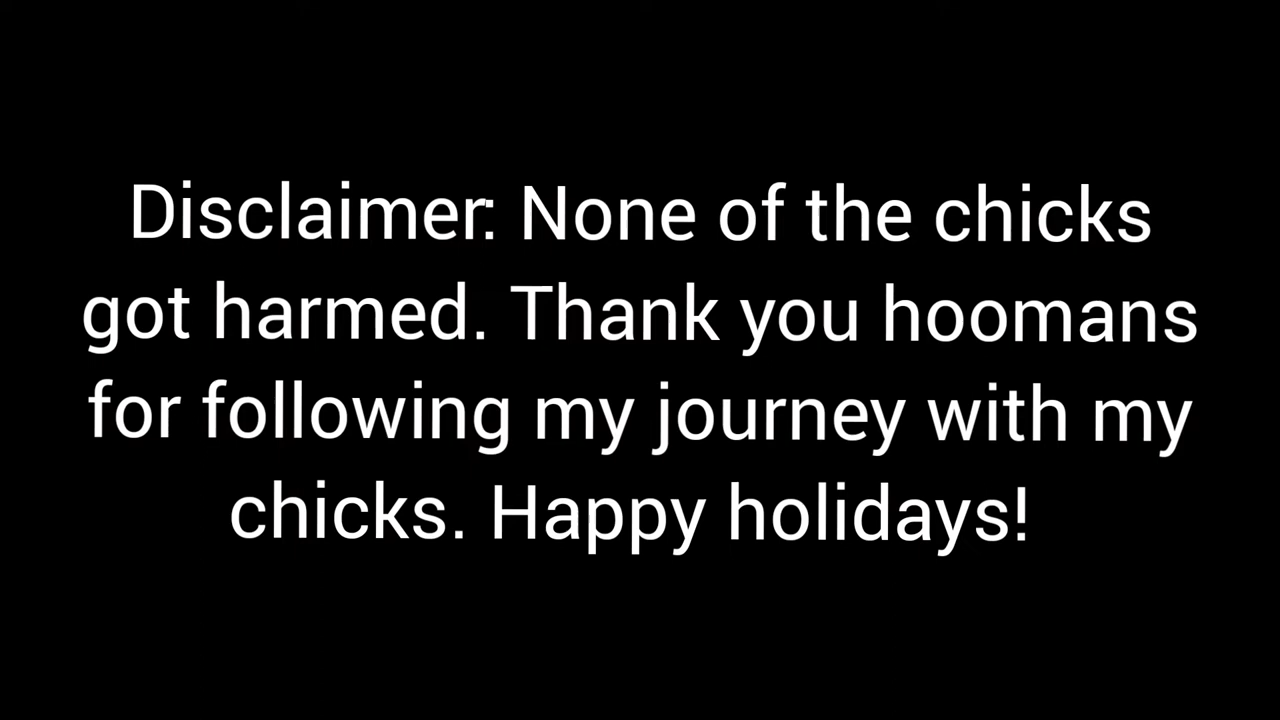 Disclaimer: None of the chicks
got harmed. Thank you hoomans
for following my journey with my
chicks. Happy holidays!